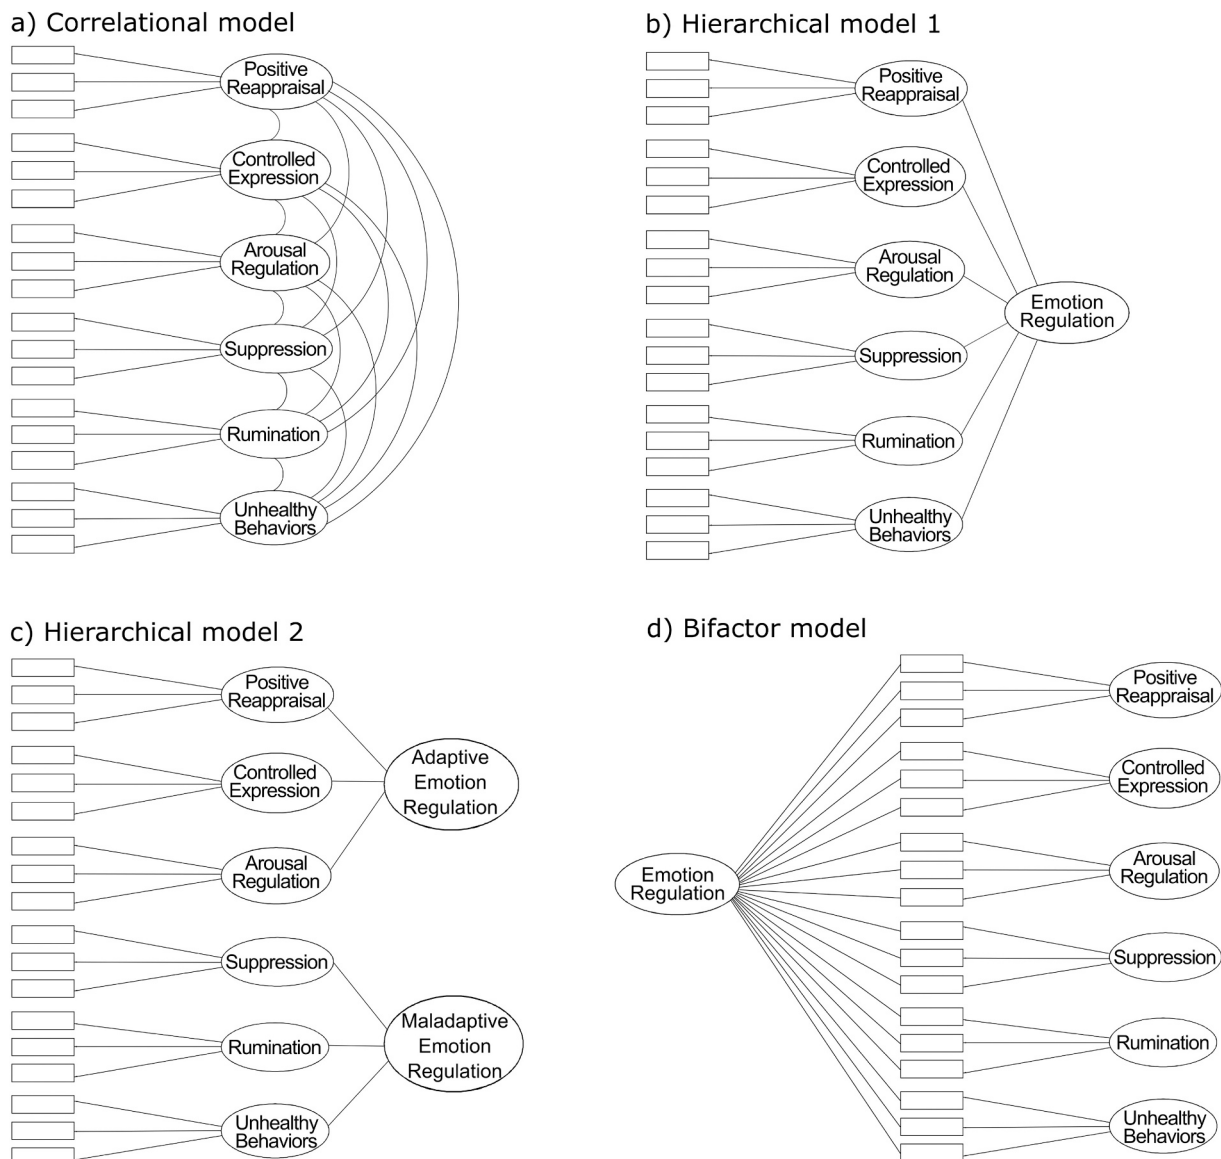 a) Correlational model
Positive
Reappraisal
Controlled
Expression
Arousal
Regulation
Suppression
Rumination
Unhealthy
Behaviors
b) Hierarchical model 1
Positive
Reappraisal
Controlled
Expression
Arousal
Regulation
Suppression
Rumination
Unhealthy
Behaviors
Emotion
Regulation
c) Hierarchical model 2
Positive
Reappraisal
Controlled
Expression
Arousal
Regulation
Suppression
Rumination
Unhealthy
Behaviors
Adaptive
Emotion
Regulation
Maladaptive
Emotion
Regulation
d) Bifactor model
Emotion
Regulation
Positive
Reappraisal
Controlled
Expression
Arousal
Regulation
Suppression
Rumination
Unhealthy
Behaviors